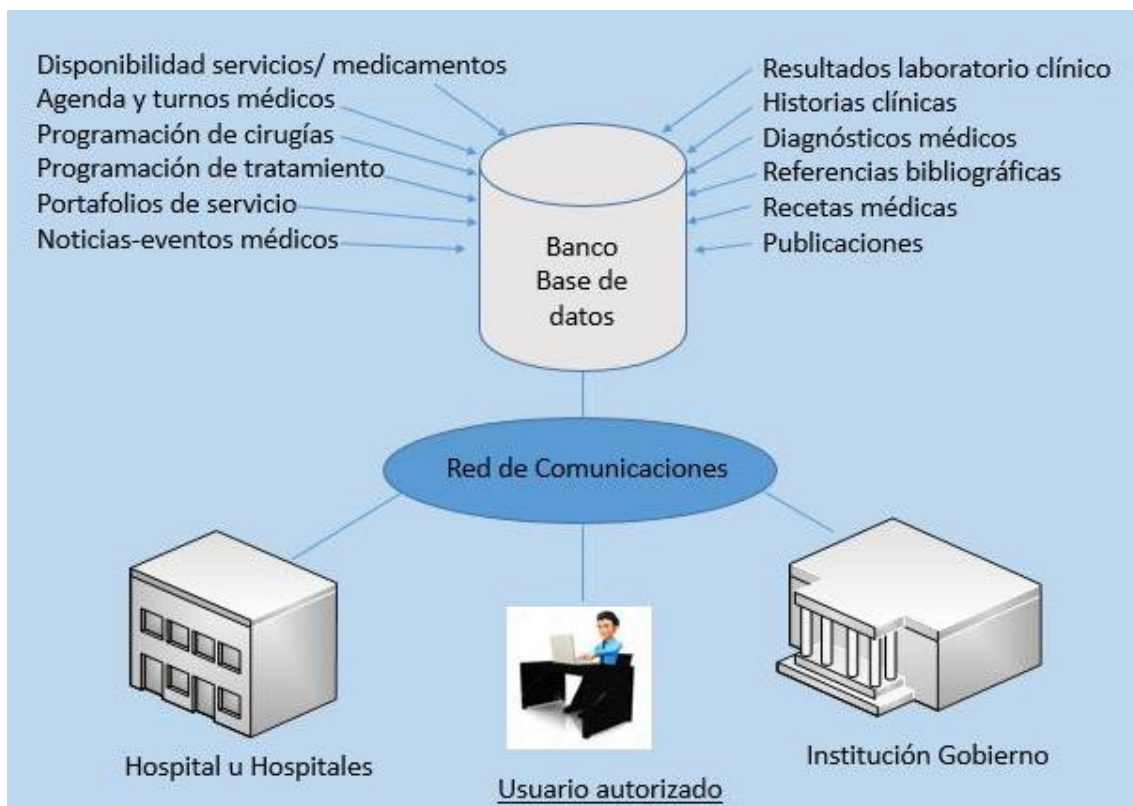 Disponibilidad servicios/ medicamentos
Agenda y turnos médicos
Programación de cirugías
Programación de tratamiento
Portafolios de servicio
Noticias-eventos médicos
Resultados laboratorio clínico
Historias clínicas
Diagnósticos médicos
Referencias bibliográficas
Recetas médicas
Publicaciones
Banco
Base de
datos
Red de Comunicaciones
Hospital u Hospitales
Usuario autorizado
Institución Gobierno